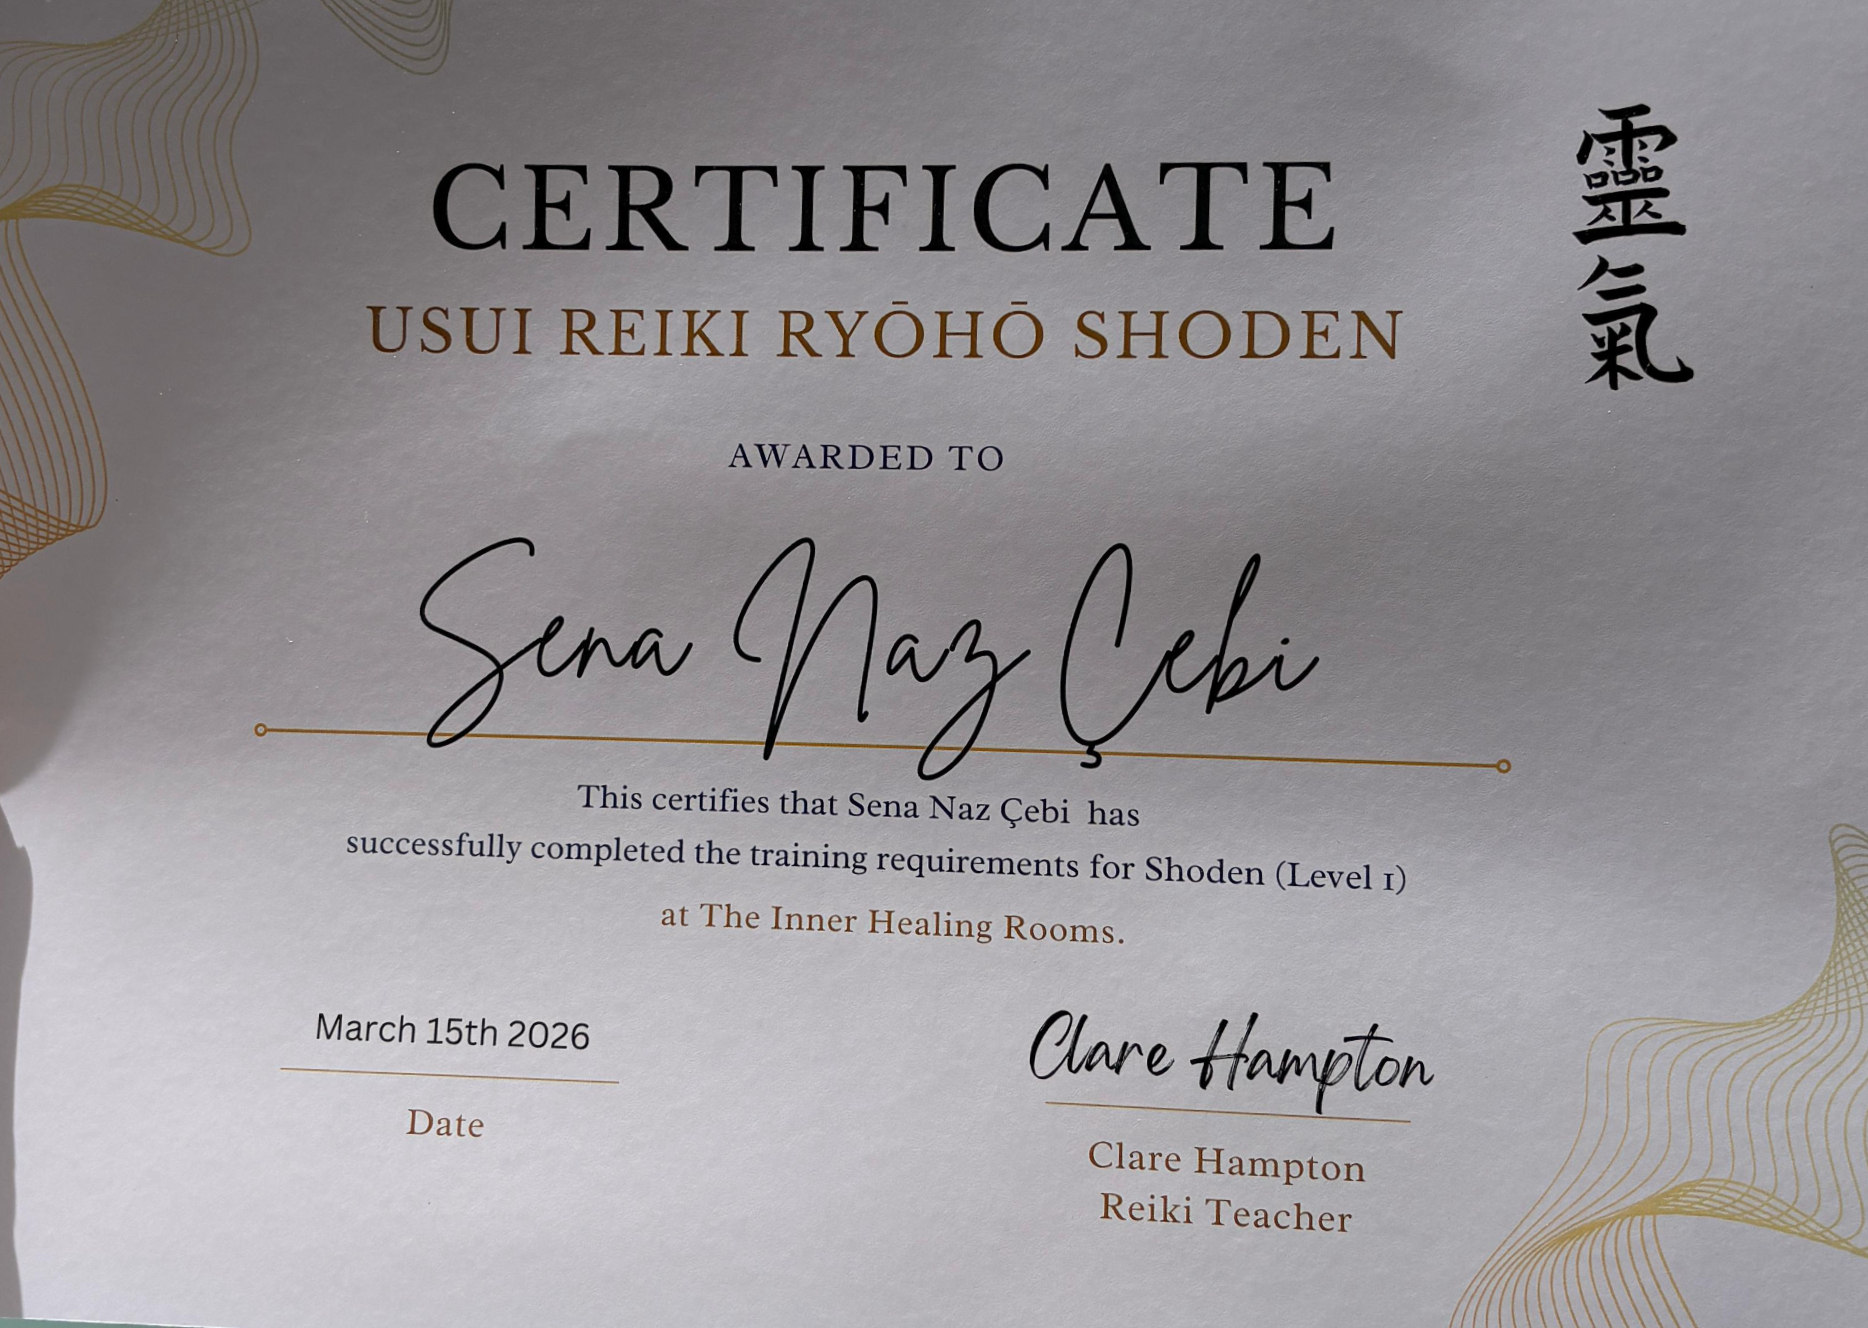 CERTIFICATE
USUI REIKI RYŌHŌ SHODEN
靈氣
AWARDED TO
Sena Naz Çebi
This certifies that Sena Naz Çebi has
successfully completed the training requirements for Shoden (Level 1)
at The Inner Healing Rooms.
March 15th 2026
Date
Clare Hampton
Clare Hampton
Reiki Teacher